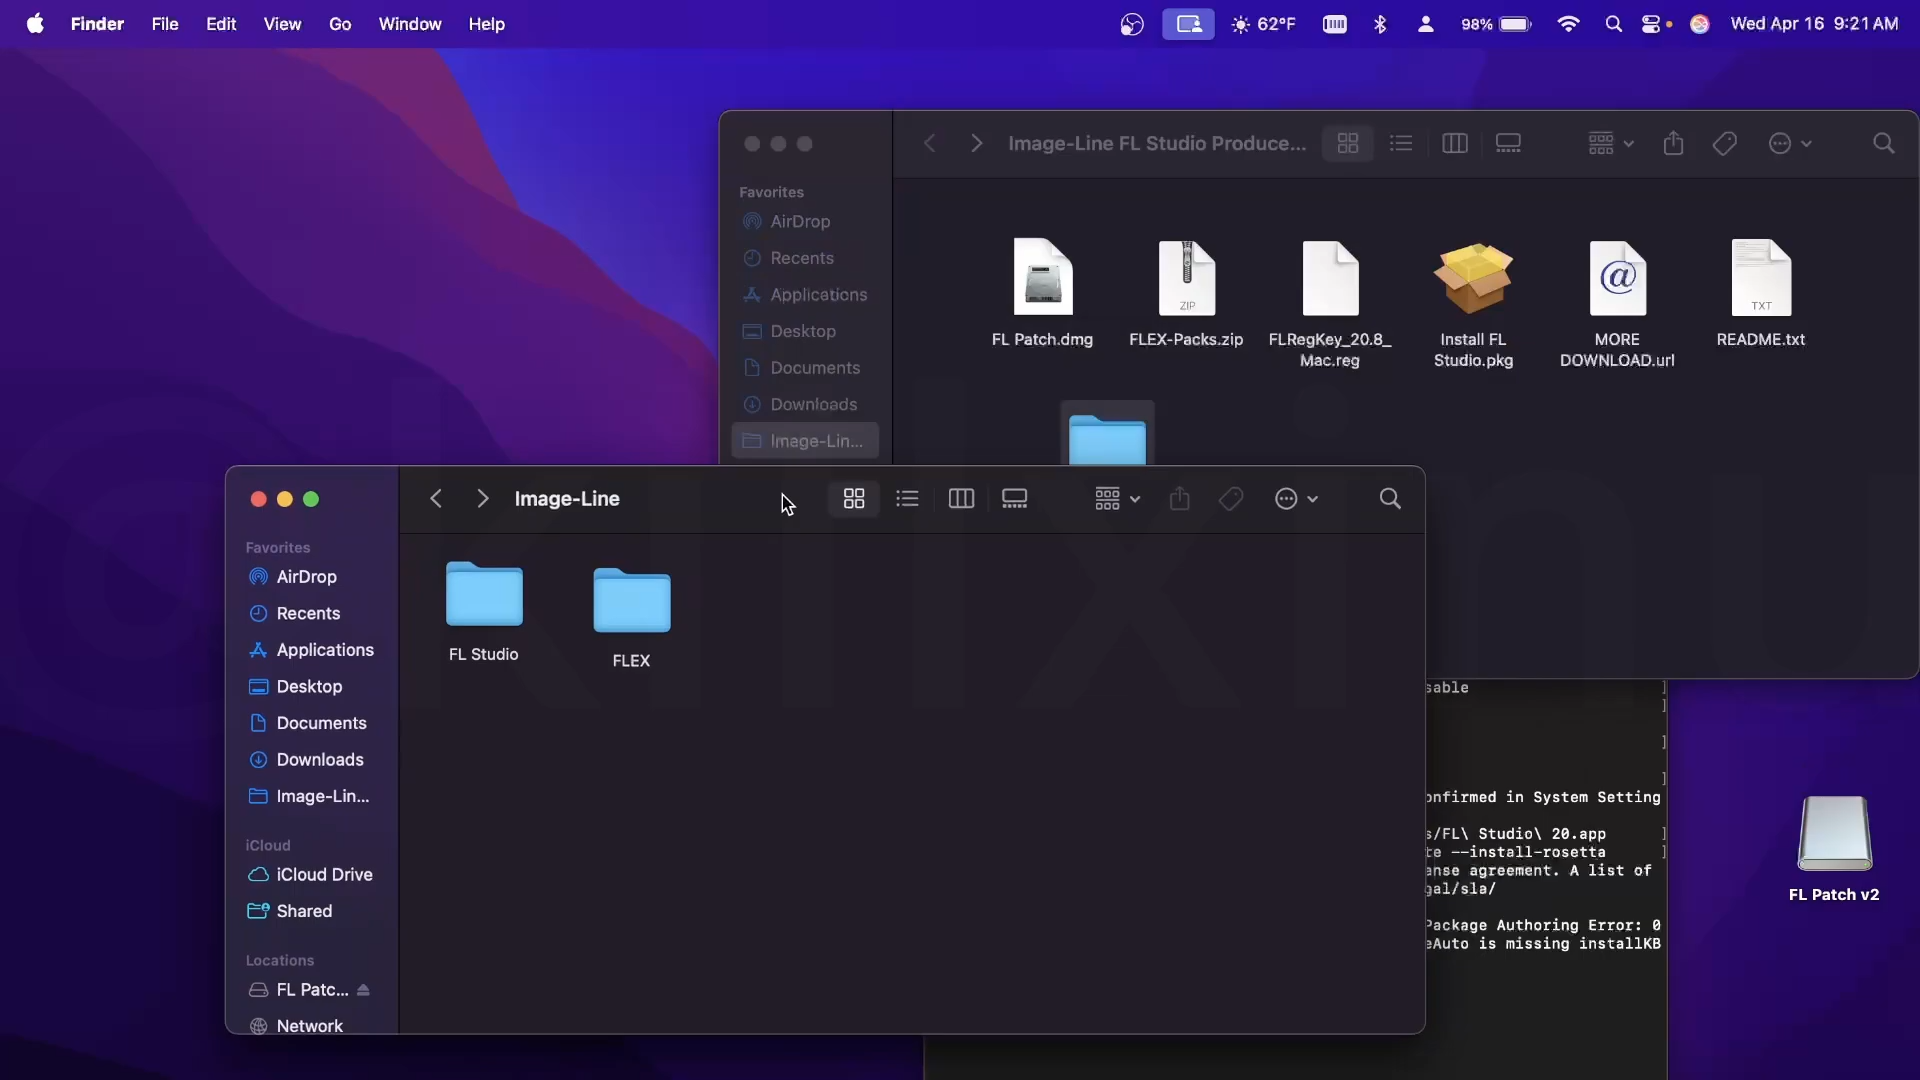 Finder File Edit View Go Window Help 62°F 98% Wed Apr 16 9:21 AM
Image-Line FL Studio Produce...
Favorites
AirDrop
Recents
Applications
Desktop
Documents
Downloads
Image-Lin...
FL Patch.dmg
FLEX-Packs.zip
FLRegKey_20.8_
Mac.reg
Install FL
Studio.pkg
MORE
DOWNLOAD.url
README.txt
ZIP
TXT
Image-Line
Favorites
AirDrop
Recents
Applications
Desktop
Documents
Downloads
Image-Lin...
iCloud
iCloud Drive
Shared
Locations
FL Patc...
Network
FL Studio
FLEX
sable ]
]
]
]
onfirmed in System Setting
s/FL\ Studio\ 20.app ]
te --install-rosetta ]
ense agreement. A list of
gal/sla/
Package Authoring Error: 0
eAuto is missing installKB
FL Patch v2